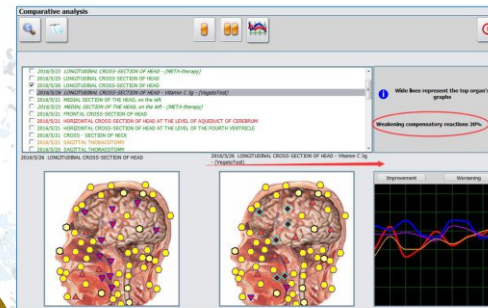 Comparative analysis
2016/3/21 LONGITUDINAL CROSS-SECTION OF HEAD - (META-therapy)
2016/3/25 LONGITUDINAL CROSS-SECTION OF HEAD
2016/3/26 LONGITUDINAL CROSS-SECTION OF HEAD
2016/3/26 LONGITUDINAL CROSS-SECTION OF HEAD - Vitamin C 3g - (VegetoTest)
2016/3/21 MEDIAL SECTION OF THE HEAD, on the left
2016/3/21 MEDIAL SECTION OF THE HEAD, on the left - (META-therapy)
2016/3/21 FRONTAL CROSS-SECTION OF HEAD
2016/3/21 HORIZONTAL CROSS-SECTION OF HEAD AT THE LEVEL OF AQUEDUCT OF CEREBRUM
2016/3/21 HORIZONTAL CROSS-SECTION OF HEAD AT THE LEVEL OF THE FOURTH VENTRICLE
2016/3/21 CROSS - SECTION OF NECK
2016/3/21 SAGITTAL THORACOTOMY
2016/3/25 SAGITTAL THORACOTOMY
Wide lines represent the top organ's
graphs
Weakening compensatory reactions 20%
2016/3/26 LONGITUDINAL CROSS-SECTION OF HEAD
2016/3/26 LONGITUDINAL CROSS-SECTION OF HEAD - Vitamin C 3g
- (VegetoTest)
Improvement
Worsening